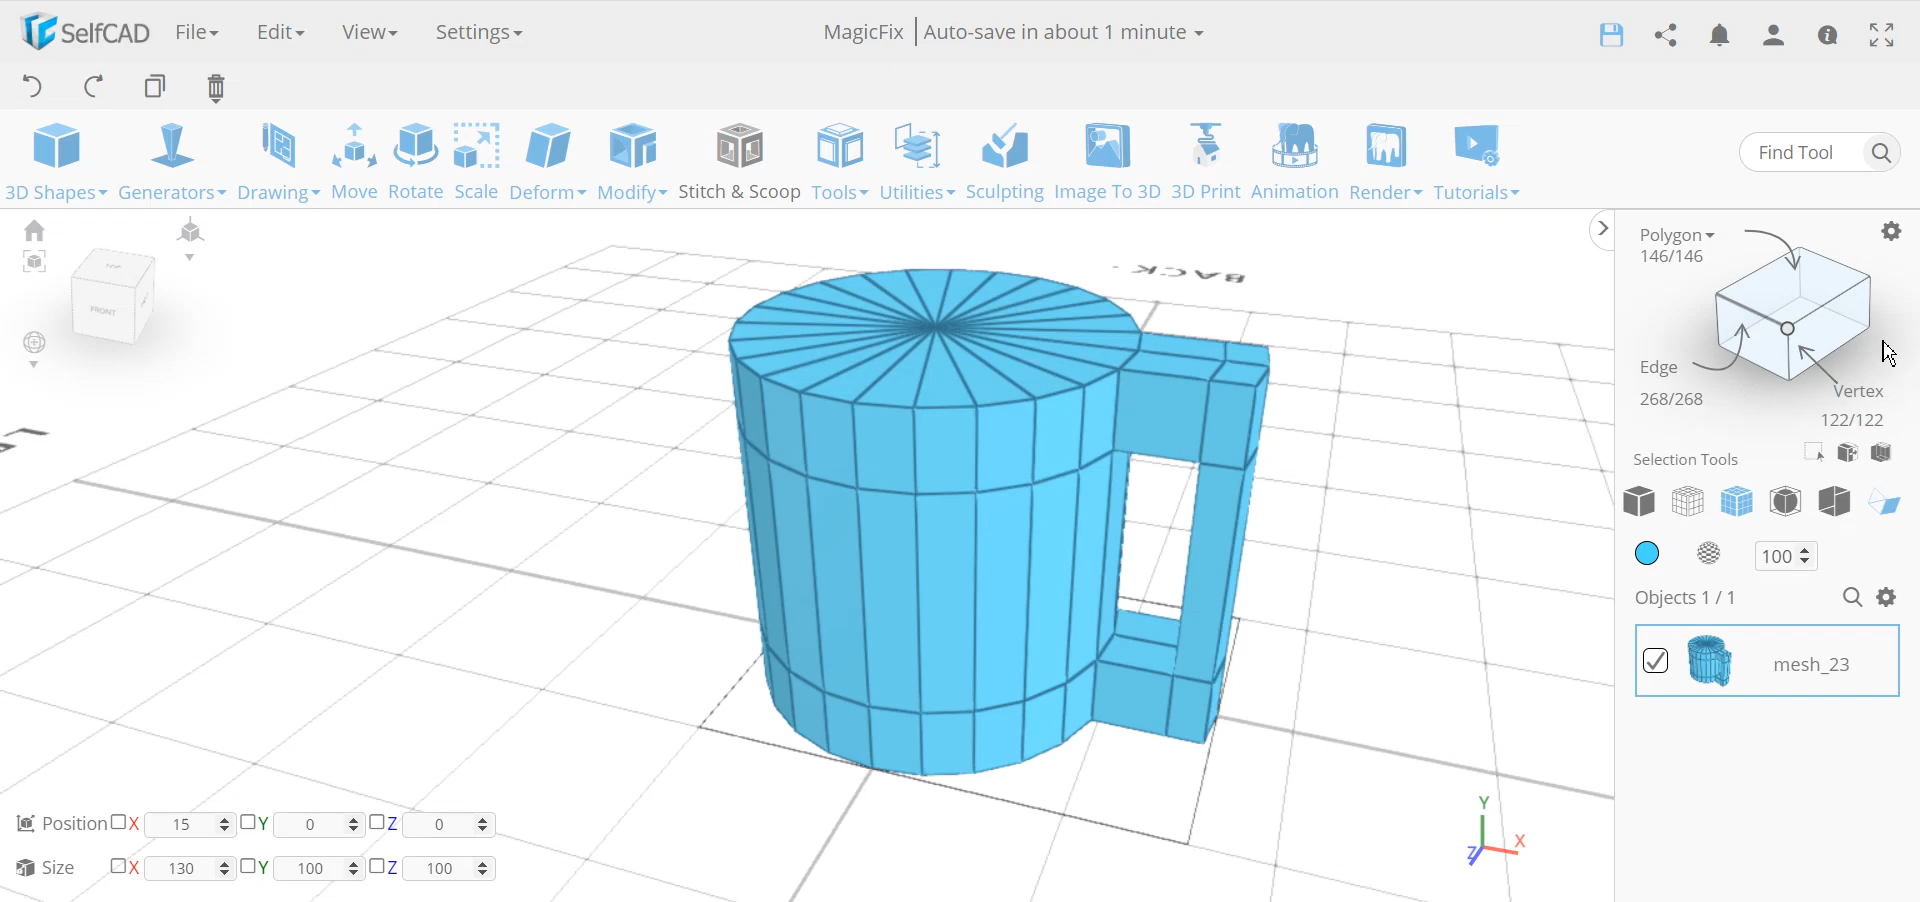 SelfCAD File Edit View Settings MagicFix Auto-save in about 1 minute
3D Shapes Generators Drawing Move Rotate Scale Deform Modify Stitch & Scoop Tools Utilities Sculpting Image To 3D 3D Print Animation Render Tutorials
Find Tool
TOP
FRONT
BACK
Polygon
146/146
Edge
268/268
Vertex
122/122
Selection Tools
100
Objects 1 / 1
mesh_23
Position X 15 Y 0 Z 0
Size X 130 Y 100 Z 100
Y
X
Z